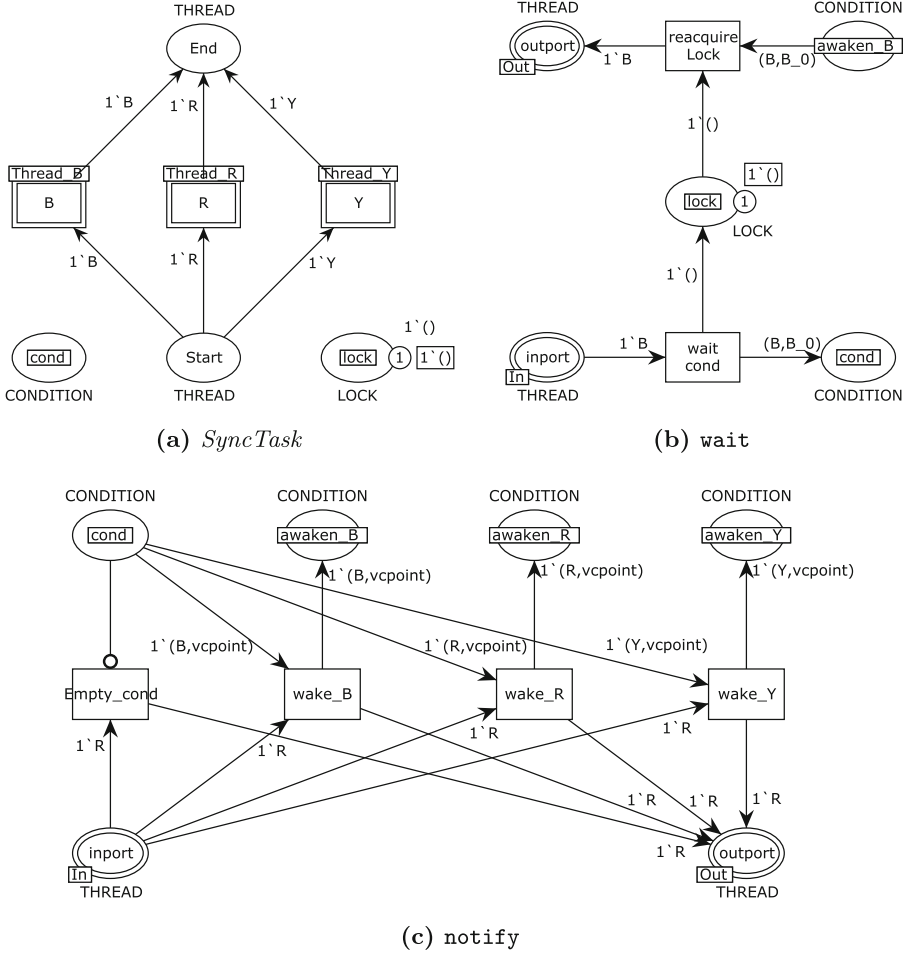 THREAD
End
1`B
1`R
1`Y
Thread_B
Thread_R
Thread_Y
B
R
Y
1`B
1`R
1`Y
1`()
cond
Start
lock
1
1`()
CONDITION
THREAD
LOCK
(a) SyncTask
THREAD
CONDITION
outport
Out
reacquire
Lock
awaken_B
1`B
(B,B_0)
1`()
1`()
lock
1
LOCK
1`()
inport
In
THREAD
1`B
wait
cond
(B,B_0)
cond
CONDITION
(b) wait
CONDITION
CONDITION
CONDITION
CONDITION
cond
awaken_B
awaken_R
awaken_Y
1`(B,vcpoint)
1`(R,vcpoint)
1`(Y,vcpoint)
1`(B,vcpoint)
1`(R,vcpoint)
1`(Y,vcpoint)
Empty_cond
wake_B
wake_R
wake_Y
1`R
1`R
1`R
1`R
1`R
1`R
1`R
1`R
inport
In
THREAD
outport
Out
THREAD
(c) notify